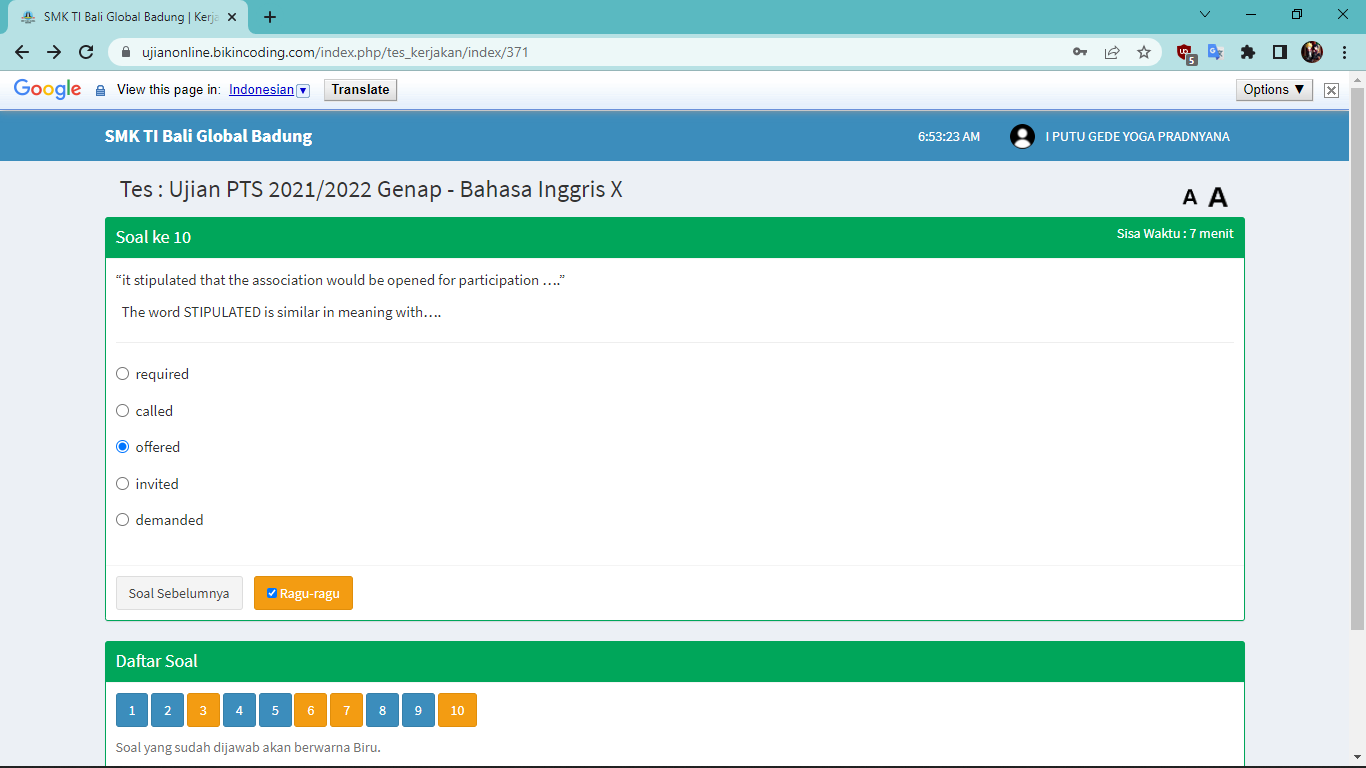 SMK TI Bali Global Badung | Kerja
ujianonline.bikincoding.com/index.php/tes_kerjakan/index/371
5
Google View this page in: Indonesian Translate Options ▼
SMK TI Bali Global Badung 6:53:23 AM I PUTU GEDE YOGA PRADNYANA
Tes : Ujian PTS 2021/2022 Genap - Bahasa Inggris X A A
Soal ke 10 Sisa Waktu : 7 menit
“it stipulated that the association would be opened for participation ….”
The word STIPULATED is similar in meaning with….
required
called
offered
invited
demanded
Soal Sebelumnya Ragu-ragu
Daftar Soal
1 2 3 4 5 6 7 8 9 10
Soal yang sudah dijawab akan berwarna Biru.